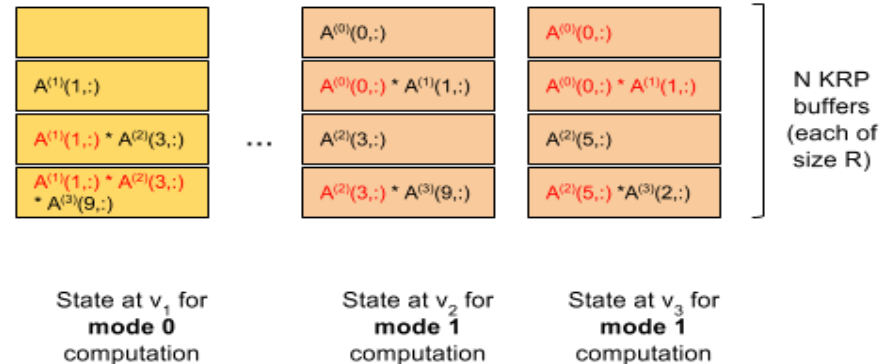 A⁽¹⁾(1,:)
A⁽¹⁾(1,:) * A⁽²⁾(3,:)
A⁽¹⁾(1,:) * A⁽²⁾(3,:)
* A⁽³⁾(9,:)
...
A⁽⁰⁾(0,:)
A⁽⁰⁾(0,:) * A⁽¹⁾(1,:)
A⁽²⁾(3,:)
A⁽²⁾(3,:) * A⁽³⁾(9,:)
A⁽⁰⁾(0,:)
A⁽⁰⁾(0,:) * A⁽¹⁾(1,:)
A⁽²⁾(5,:)
A⁽²⁾(5,:) *A⁽³⁾(2,:)
N KRP
buffers
(each of
size R)
State at v₁ for
mode 0
computation
State at v₂ for
mode 1
computation
State at v₃ for
mode 1
computation